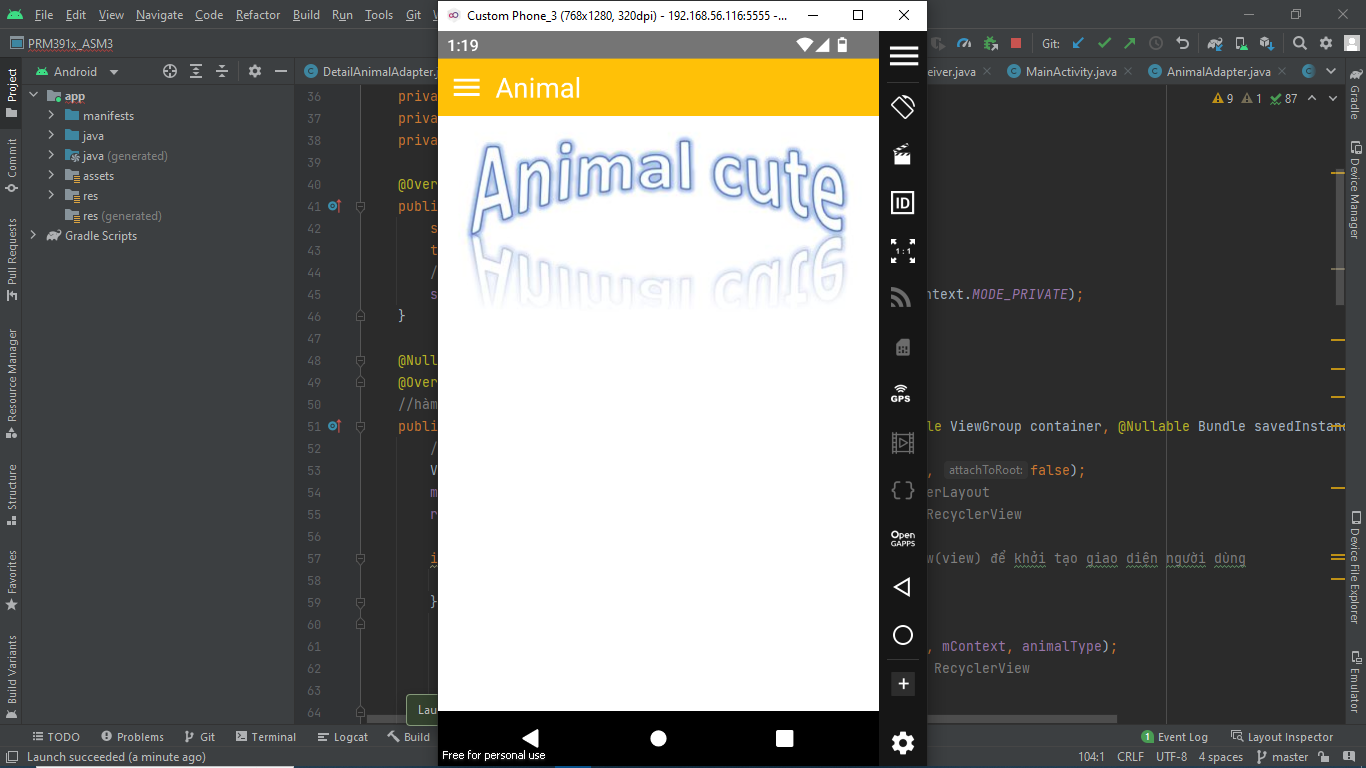 File Edit View Navigate Code Refactor Build Run Tools Git
Custom Phone_3 (768x1280, 320dpi) - 192.168.56.116:5555 -...
PRM391x_ASM3
Git:
Android
DetailAnimalAdapter.
eiver.java
MainActivity.java
AnimalAdapter.java
9 1 87
Project
Commit
Pull Requests
Resource Manager
Structure
Favorites
Build Variants
app
manifests
java
java (generated)
assets
res
res (generated)
Gradle Scripts
36 priva
37 priva
38 priva
39
40 @Over
41 publi
42 s
43 t
44 /
45 s ntext.MODE_PRIVATE);
46 }
47
48 @Null
49 @Over
50 //hàm
51 publi le ViewGroup container, @Nullable Bundle savedInstanc
52 /
53 V , attachToRoot: false);
54 m erLayout
55 r RecyclerView
56
57 i w(view) để khởi tạo giao diện người dùng
58
59 }
60
61 , mContext, animalType);
62 RecyclerView
63
64
Lau
1:19
Animal
Animal cute
Free for personal use
ID
1 : 1
GPS
Open
GAPPS
Gradle
Device Manager
Device File Explorer
Emulator
TODO Problems Git Terminal Logcat Build
1 Event Log Layout Inspector
Launch succeeded (a minute ago)
104:1 CRLF UTF-8 4 spaces master